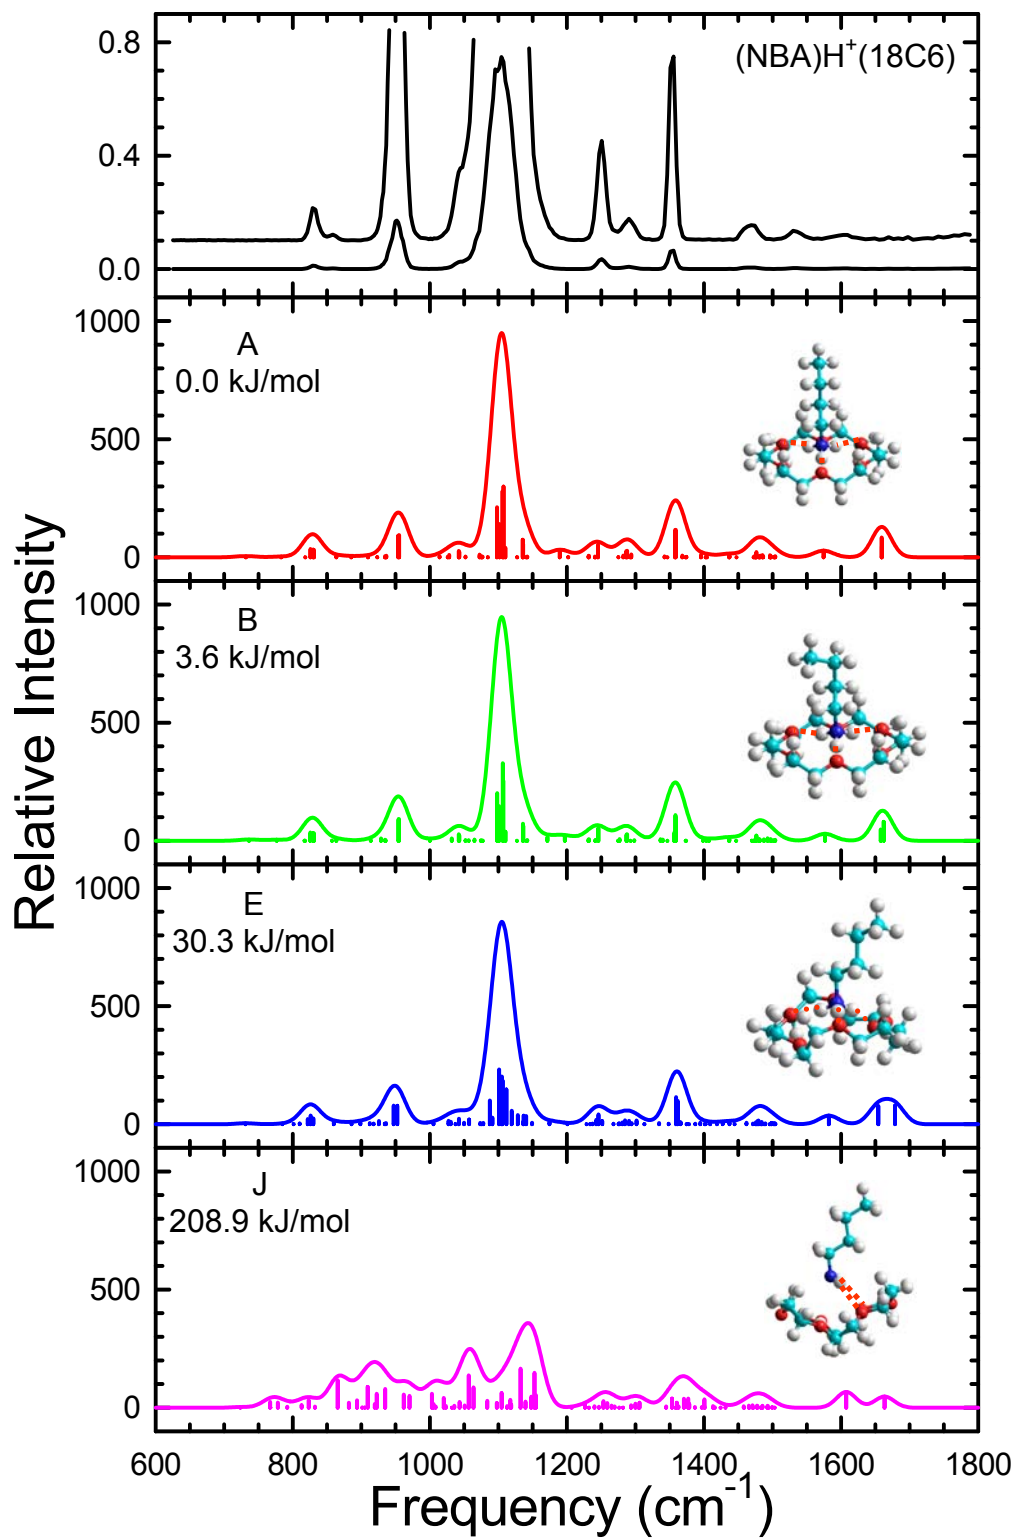 (NBA)H⁺(18C6)
0.8
0.4
0.0
A
0.0 kJ/mol
1000
500
0
B
3.6 kJ/mol
1000
500
0
E
30.3 kJ/mol
1000
500
0
J
208.9 kJ/mol
1000
500
0
Relative Intensity
600 800 1000 1200 1400 1600 1800
Frequency (cm⁻¹)